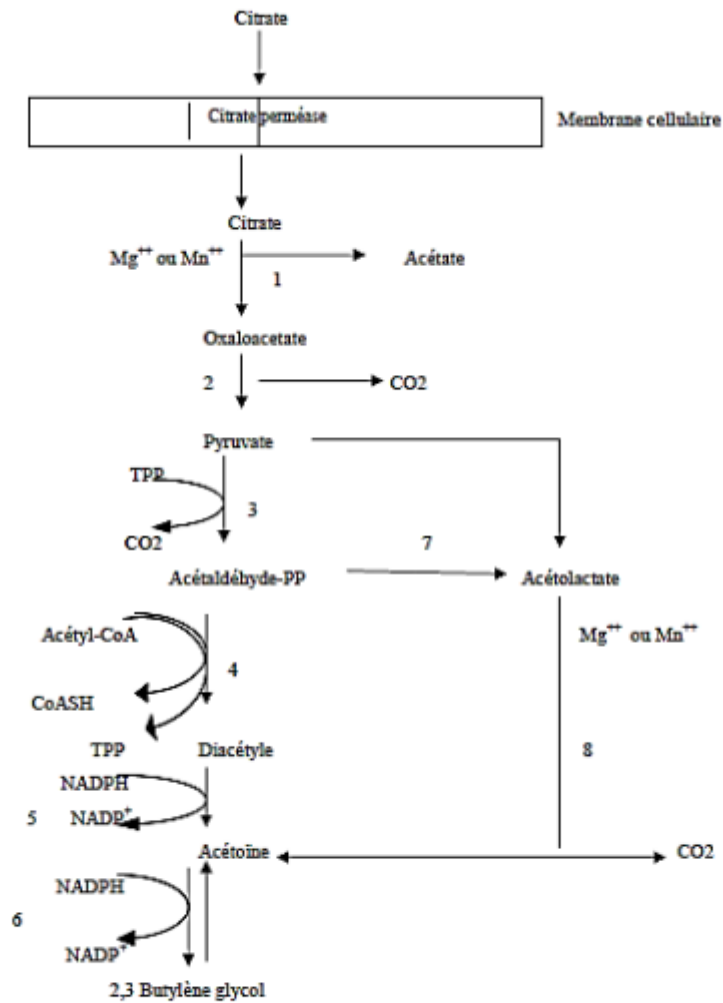 Citrate
Citrate perméase
Membrane cellulaire
Citrate
Mg⁺⁺ ou Mn⁺⁺
Acétate
1
Oxaloacetate
2
CO2
Pyruvate
TPP
3
CO2
7
Acétaldéhyde-PP
Acétolactate
Acétyl-CoA
Mg⁺⁺ ou Mn⁺⁺
4
CoASH
TPP
Diacétyle
8
NADPH
5
NADP⁺
Acétoïne
CO2
NADPH
6
NADP⁺
2,3 Butylène glycol